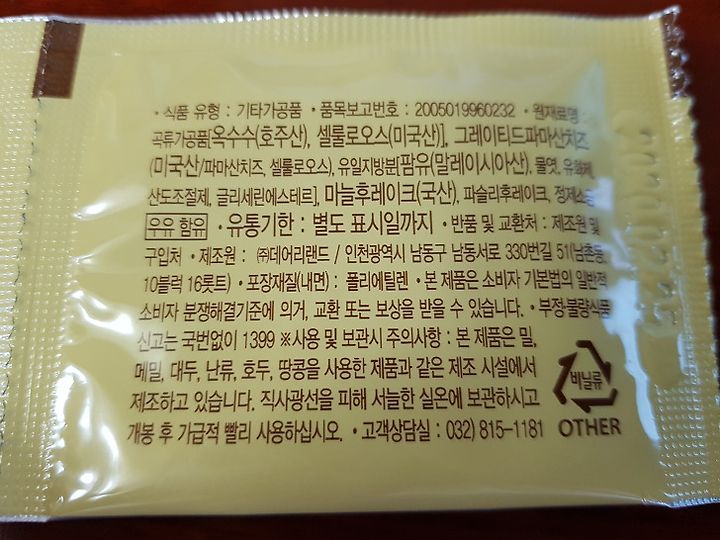 • 식품 유형 : 기타가공품 • 품목보고번호 : 2005019960232 • 원재료명 :
곡류가공품[옥수수(호주산), 셀룰로오스(미국산)], 그레이티드파마산치즈
(미국산/파마산치즈, 셀룰로오스), 유일지방분[팜유(말레이시아산), 물엿, 유화제,
산도조절제, 글리세린에스테르], 마늘후레이크(국산), 파슬리후레이크, 정제소금
우유 함유 • 유통기한 : 별도 표시일까지 • 반품 및 교환처 : 제조원 및
구입처 • 제조원 : ㈜데어리랜드 / 인천광역시 남동구 남동서로 330번길 51(남촌동,
10블럭 16롯트) • 포장재질(내면) : 폴리에틸렌 • 본 제품은 소비자 기본법의 일반적
소비자 분쟁해결기준에 의거, 교환 또는 보상을 받을 수 있습니다. • 부정·불량식품
신고는 국번없이 1399 ※사용 및 보관시 주의사항 : 본 제품은 밀,
메밀, 대두, 난류, 호두, 땅콩을 사용한 제품과 같은 제조 시설에서
제조하고 있습니다. 직사광선을 피해 서늘한 실온에 보관하시고
개봉 후 가급적 빨리 사용하십시오. • 고객상담실 : 032) 815-1181
비닐류
OTHER